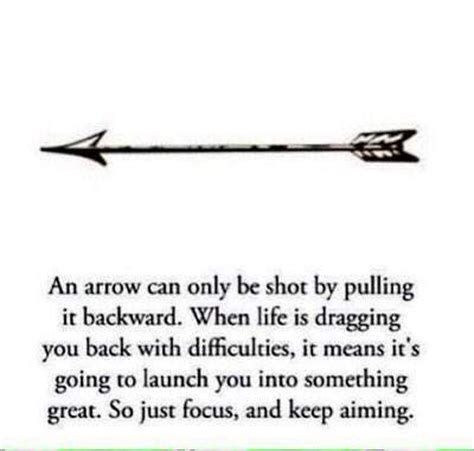 An arrow can only be shot by pulling
it backward. When life is dragging
you back with difficulties, it means it's
going to launch you into something
great. So just focus, and keep aiming.